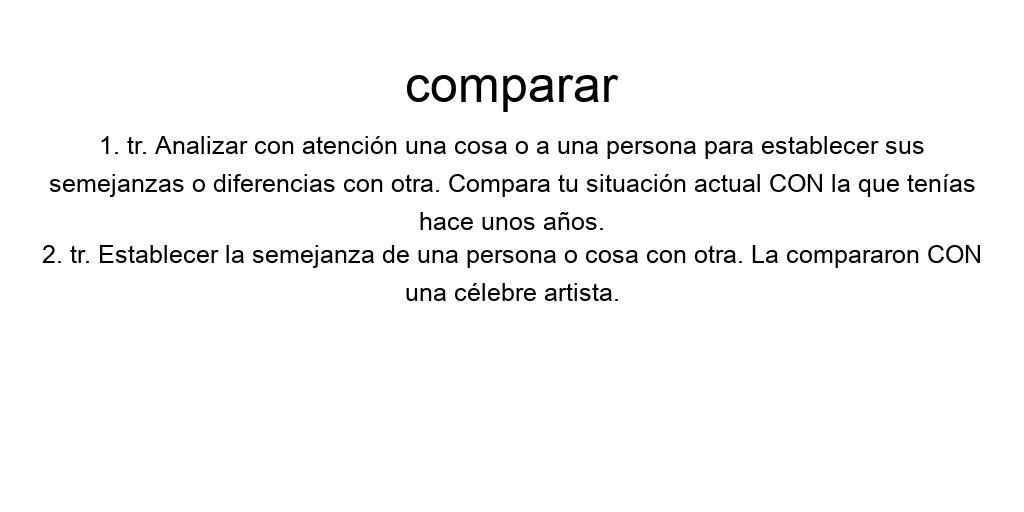 comparar
1. tr. Analizar con atención una cosa o a una persona para establecer sus
semejanzas o diferencias con otra. Compara tu situación actual CON la que tenías
hace unos años.
2. tr. Establecer la semejanza de una persona o cosa con otra. La compararon CON
una célebre artista.